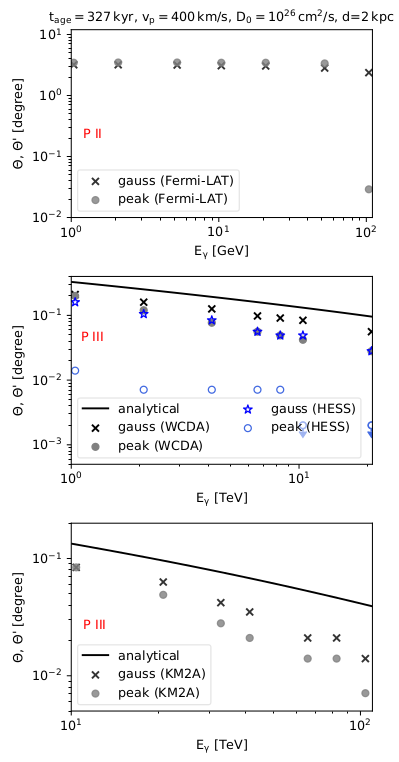 t_age = 327 kyr, v_p = 400 km/s, D_0 = 10^26 cm^2/s, d=2 kpc
10^1
10^0
10^-1
10^-2
Θ, Θ' [degree]
P II
gauss (Fermi-LAT)
peak (Fermi-LAT)
10^0 10^1 10^2
E_γ [GeV]
10^-1
10^-2
10^-3
Θ, Θ' [degree]
P III
analytical
gauss (WCDA)
peak (WCDA)
gauss (HESS)
peak (HESS)
10^0 10^1
E_γ [TeV]
10^-1
10^-2
Θ, Θ' [degree]
P III
analytical
gauss (KM2A)
peak (KM2A)
10^1 10^2
E_γ [TeV]